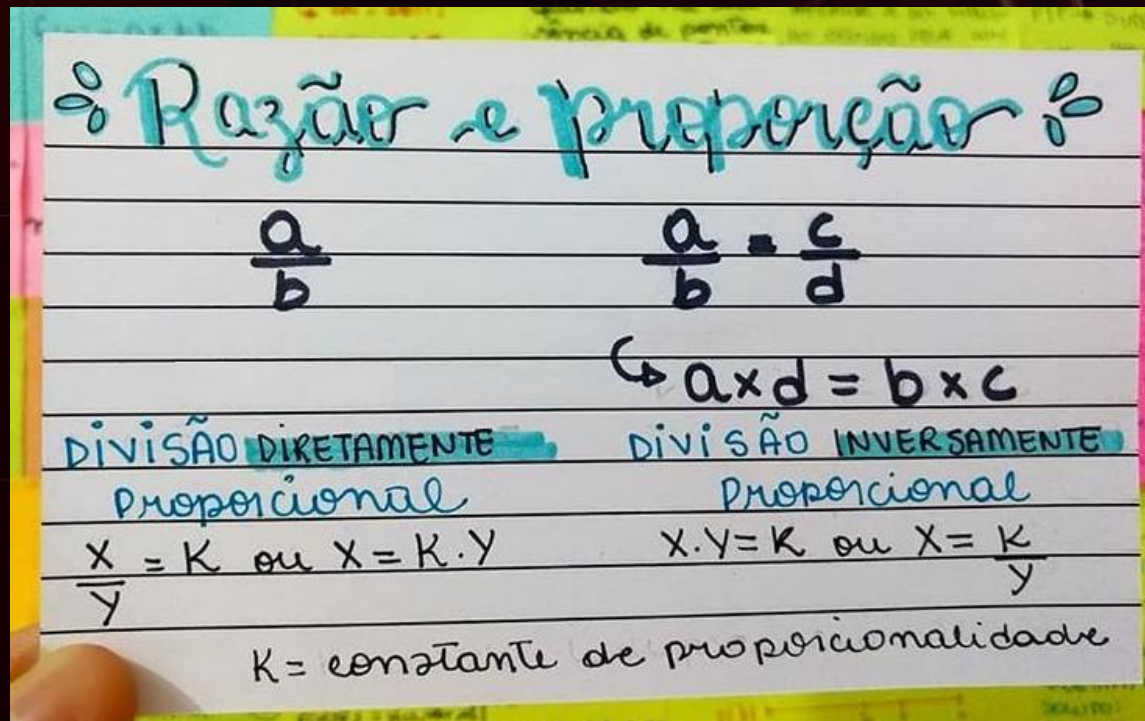 Razão e proporção
a/b
a/b = c/d
↳ a x d = b x c
DIVISÃO DIRETAMENTE
proporcional
X/Y = K ou X = K.Y
DIVISÃO INVERSAMENTE
proporcional
X.Y = K ou X = K/Y
K = constante de proporcionalidade